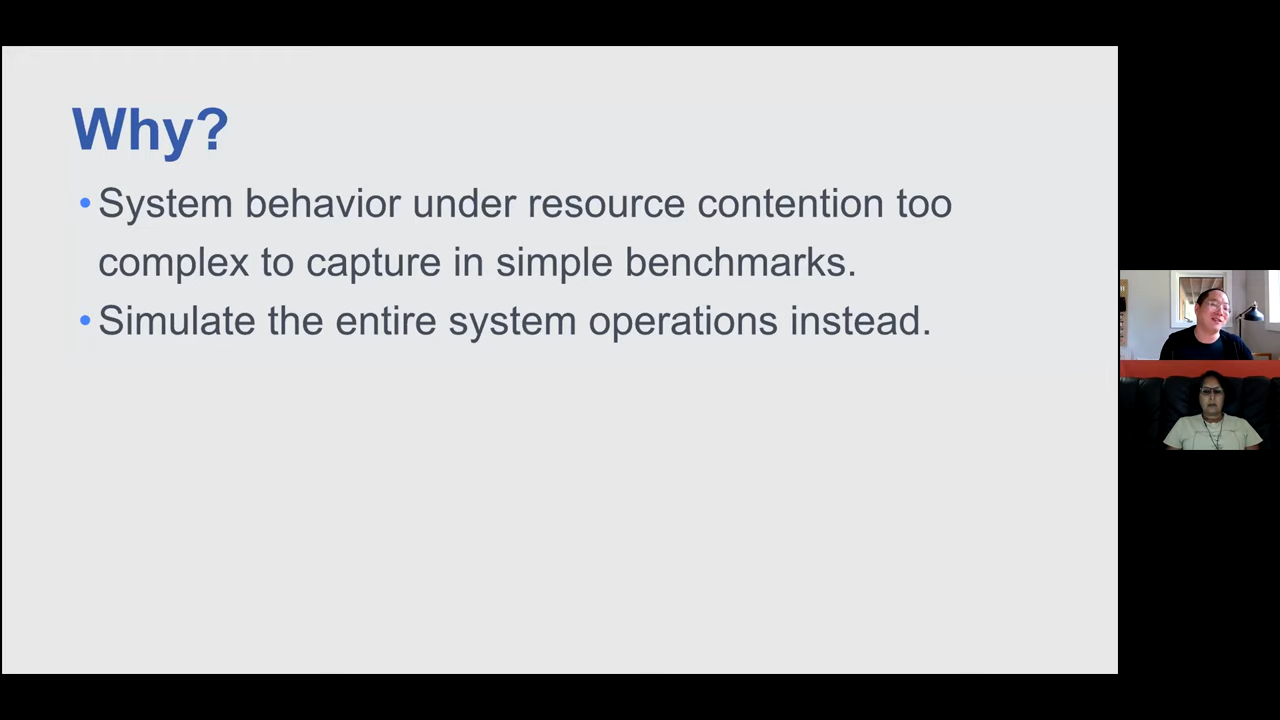 Why?
• System behavior under resource contention too
complex to capture in simple benchmarks.
• Simulate the entire system operations instead.